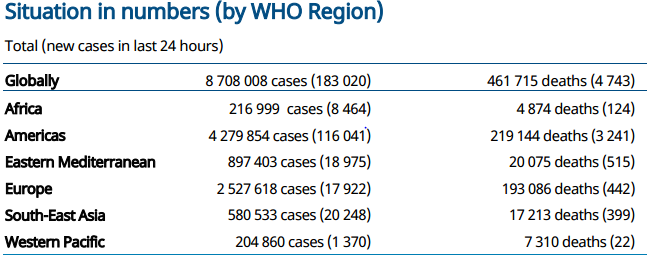 Situation in numbers (by WHO Region)
Total (new cases in last 24 hours)
Globally 8 708 008 cases (183 020) 461 715 deaths (4 743)
Africa 216 999 cases (8 464) 4 874 deaths (124)
Americas 4 279 854 cases (116 041) 219 144 deaths (3 241)
Eastern Mediterranean 897 403 cases (18 975) 20 075 deaths (515)
Europe 2 527 618 cases (17 922) 193 086 deaths (442)
South-East Asia 580 533 cases (20 248) 17 213 deaths (399)
Western Pacific 204 860 cases (1 370) 7 310 deaths (22)